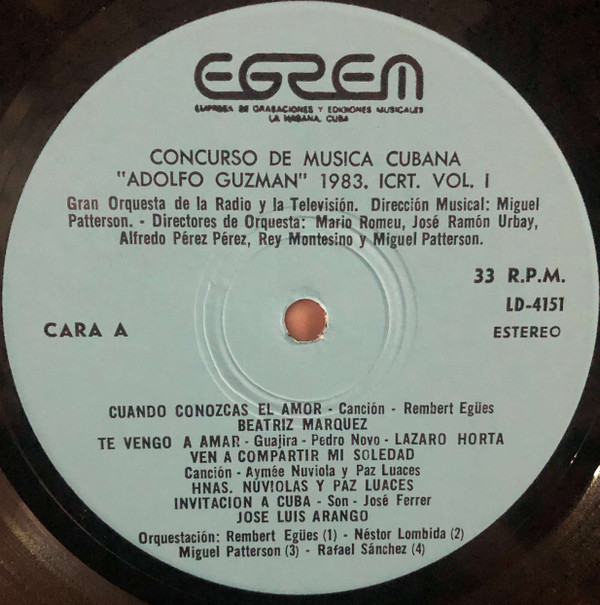 EGREM
EMPRESA DE GRABACIONES Y EDICIONES MUSICALES
LA HABANA, CUBA
CONCURSO DE MUSICA CUBANA
"ADOLFO GUZMAN" 1983. ICRT. VOL. I
Gran Orquesta de la Radio y la Televisión. Dirección Musical: Miguel
Patterson. - Directores de Orquesta: Mario Romeu, José Ramón Urbay,
Alfredo Pérez Pérez, Rey Montesino y Miguel Patterson.
33 R.P.M.
LD-4151
CARA A
ESTEREO
CUANDO CONOZCAS EL AMOR - Canción - Rembert Egües
BEATRIZ MARQUEZ
TE VENGO A AMAR - Guajira - Pedro Novo - LAZARO HORTA
VEN A COMPARTIR MI SOLEDAD
Canción - Aymée Nuviola y Paz Luaces
HNAS. NUVIOLAS Y PAZ LUACES
INVITACION A CUBA - Son - José Ferrer
JOSE LUIS ARANGO
Orquestación: Rembert Egües (1) - Néstor Lombida (2)
Miguel Patterson (3) - Rafael Sánchez (4)